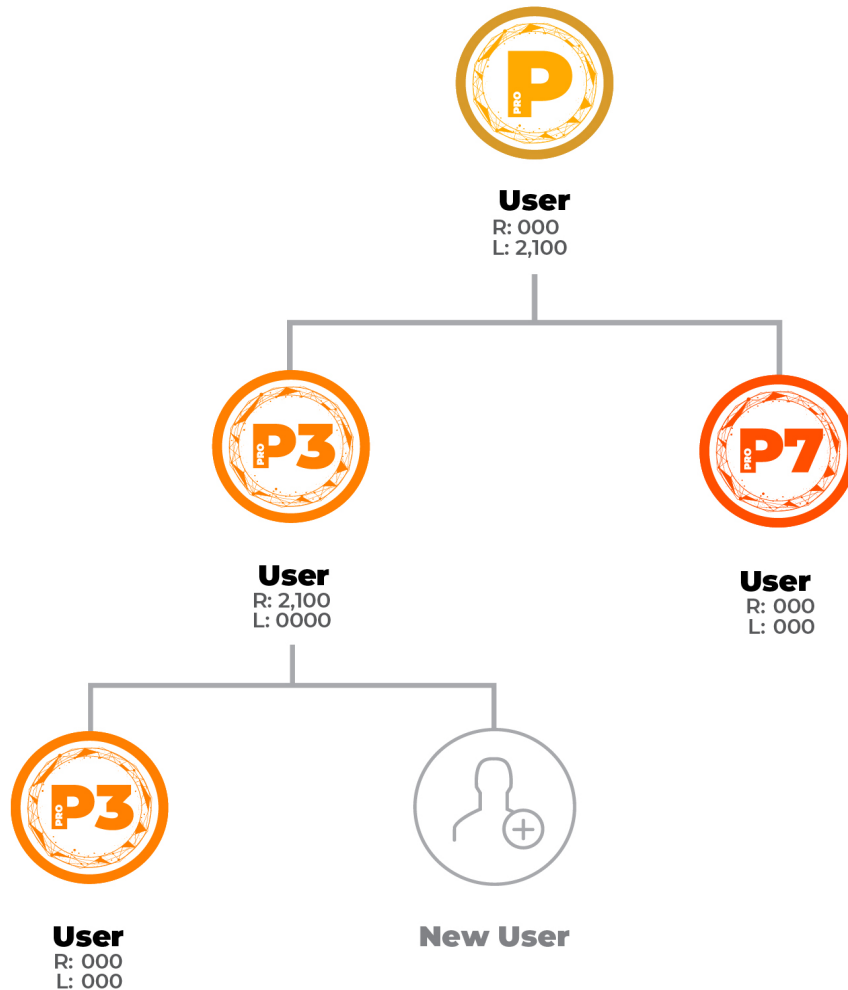 PRO P
User
R: 000
L: 2,100
PRO P3
PRO P7
User
R: 2,100
L: 0000
User
R: 000
L: 000
PRO P3
User
R: 000
L: 000
New User